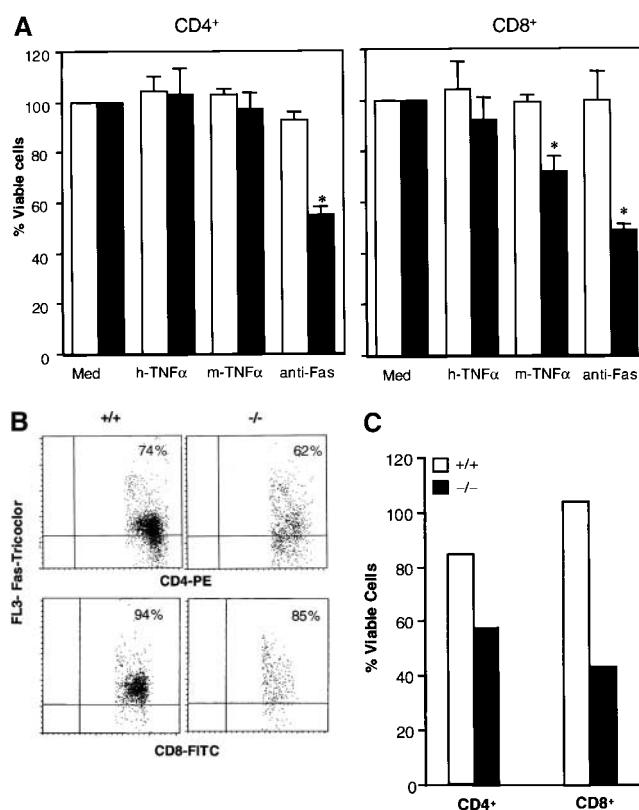 A
CD4+
CD8+
% Viable cells
120
100
80
60
40
20
0
*
*
*
Med
h-TNFα
m-TNFα
anti-Fas
Med
h-TNFα
m-TNFα
anti-Fas
B
+/+
-/-
FL3- Fas-Tricoclor
74%
62%
CD4-PE
94%
85%
CD8-FITC
C
+/+
-/-
% Viable Cells
120
100
80
60
40
20
0
CD4+
CD8+